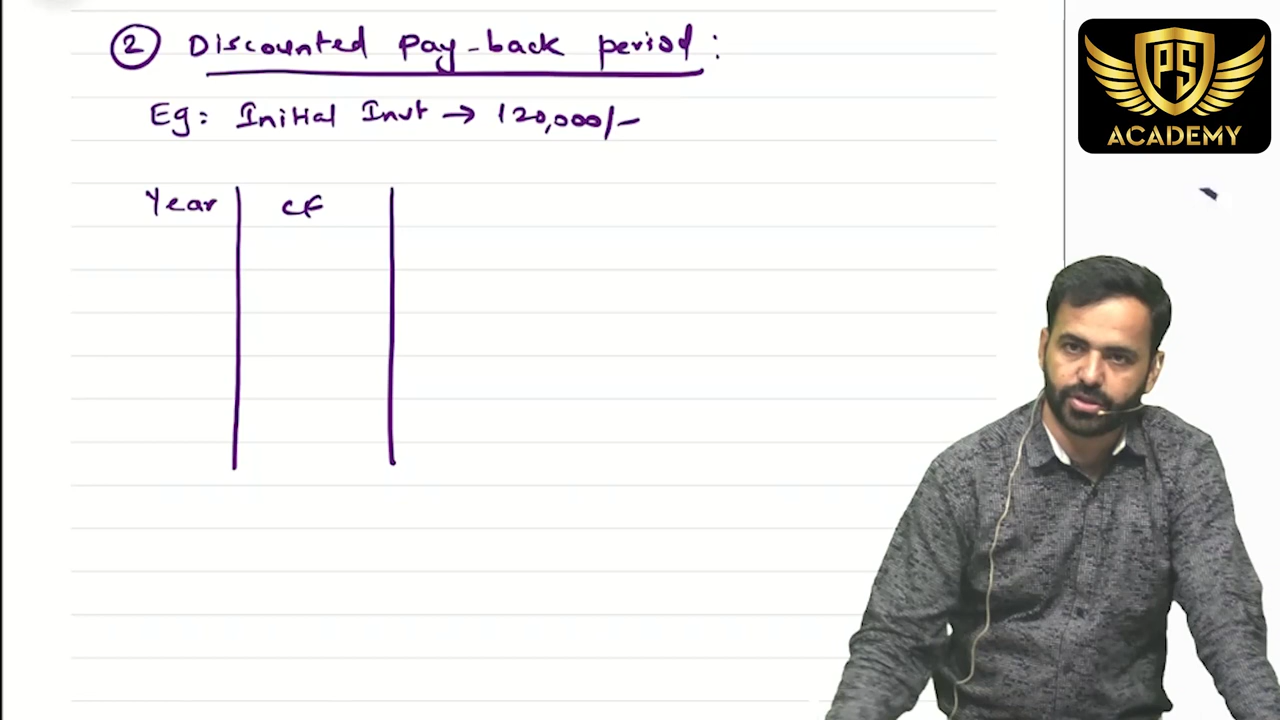 ② Discounted Pay-back period :
Eg: Initial Invt → 120,000/-
Year CF
PS
ACADEMY